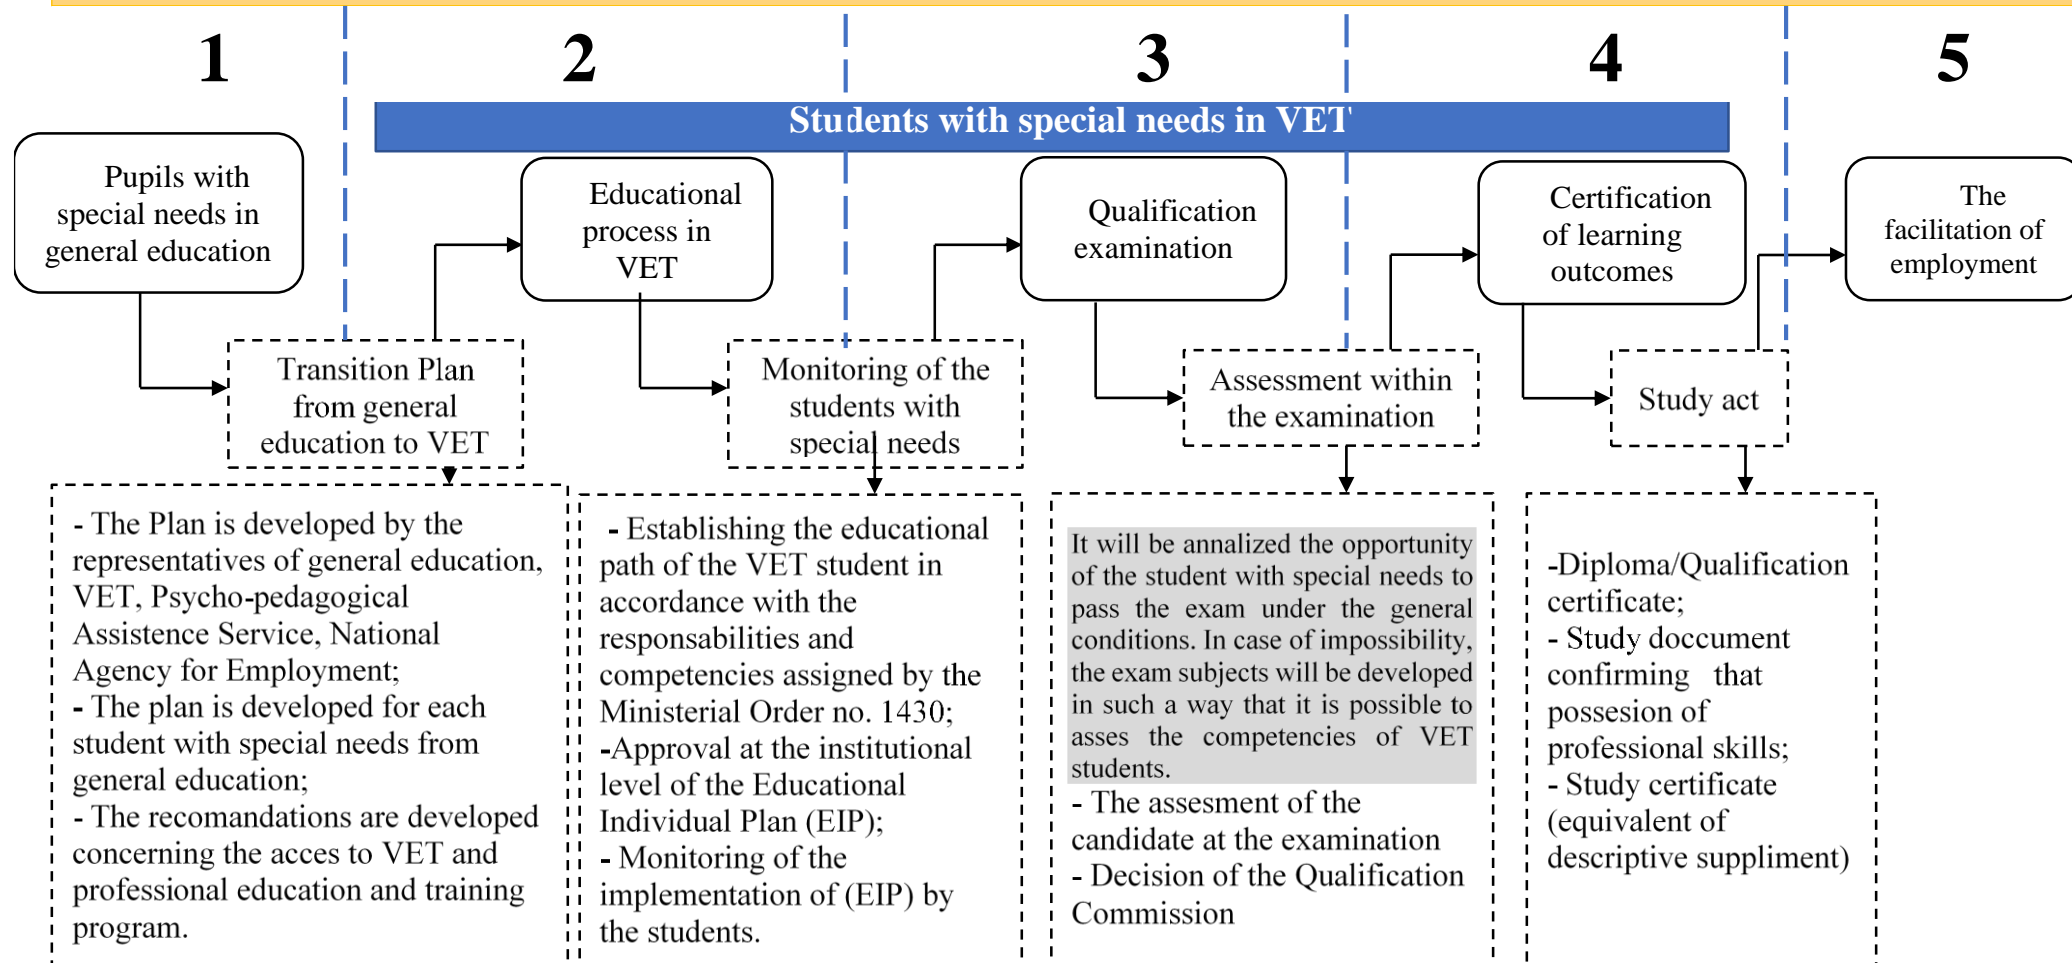 1
2
3
4
5
Students with special needs in VET
Pupils with
special needs in
general education
Educational
process in
VET
Qualification
examination
Certification
of learning
outcomes
The
facilitation of
employment
Transition Plan
from general
education to VET
Monitoring of the
students with
special needs
Assessment within
the examination
Study act
- The Plan is developed by the
representatives of general education,
VET, Psycho-pedagogical
Assistence Service, National
Agency for Employment;
- The plan is developed for each
student with special needs from
general education;
- The recomandations are developed
concerning the acces to VET and
professional education and training
program.
- Establishing the educational
path of the VET student in
accordance with the
responsabilities and
competencies assigned by the
Ministerial Order no. 1430;
-Approval at the institutional
level of the Educational
Individual Plan (EIP);
- Monitoring of the
implementation of (EIP) by
the students.
It will be annalized the opportunity
of the student with special needs to
pass the exam under the general
conditions. In case of impossibility,
the exam subjects will be developed
in such a way that it is possible to
asses the competencies of VET
students.
- The assesment of the
candidate at the examination
- Decision of the Qualification
Commission
-Diploma/Qualification
certificate;
- Study doccument
confirming that
possesion of
professional skills;
- Study certificate
(equivalent of
descriptive suppliment)